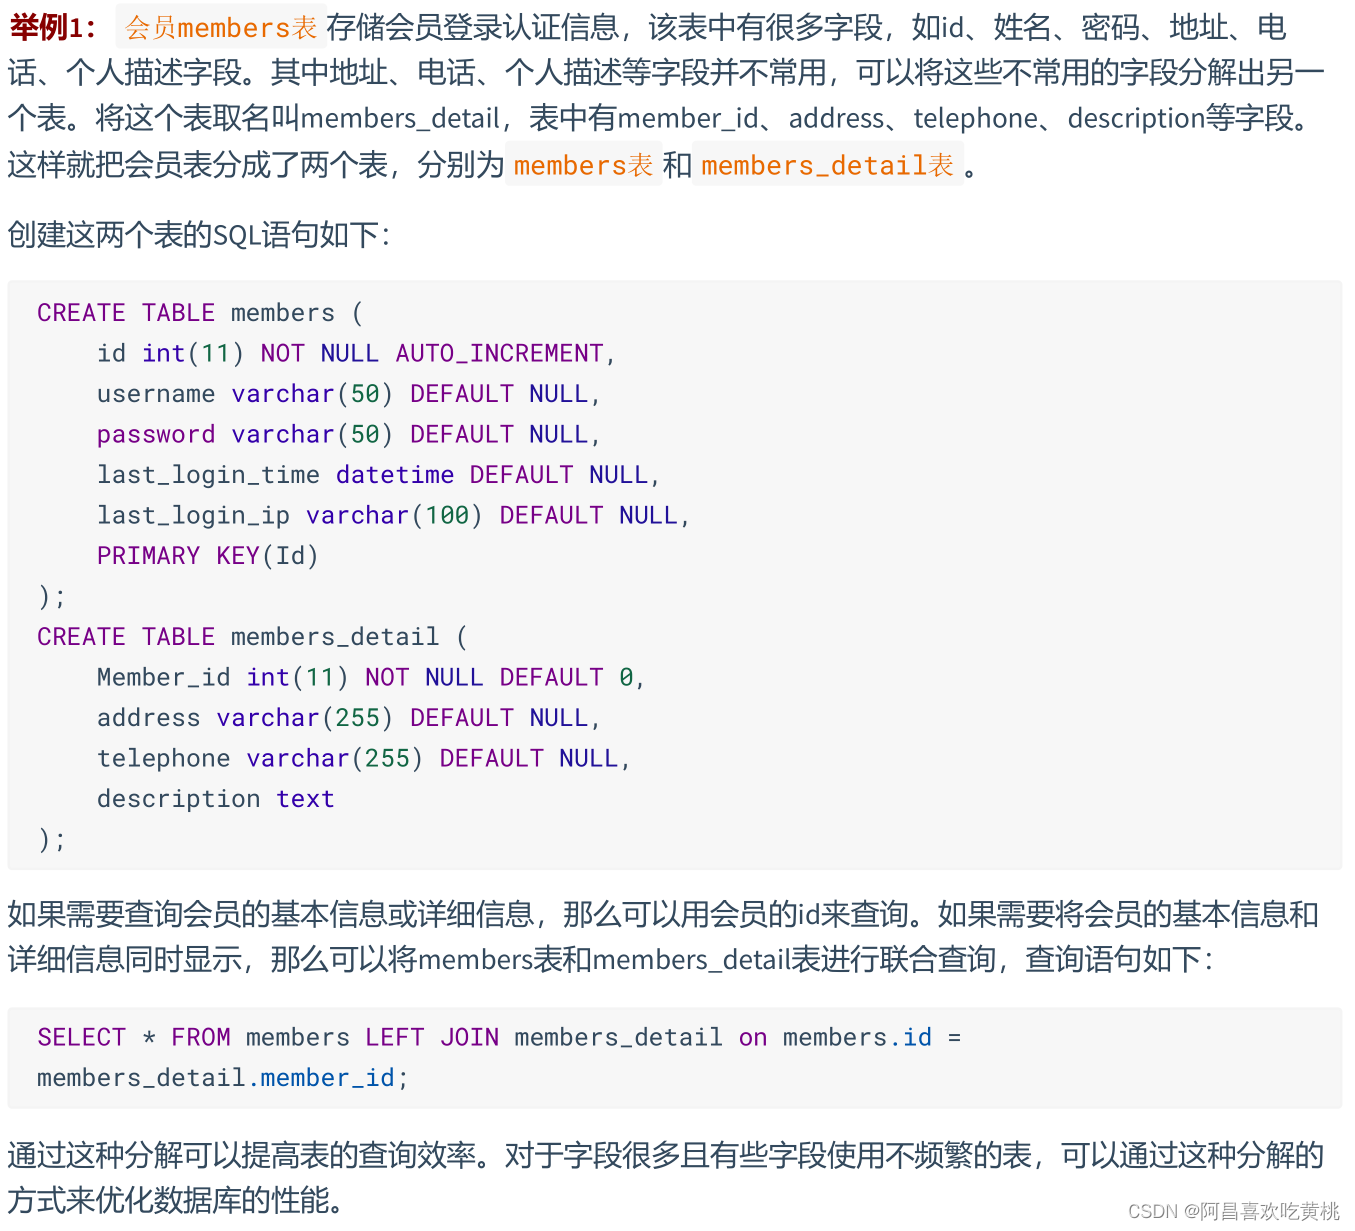 举例1： 会员members表 存储会员登录认证信息，该表中有很多字段，如id、姓名、密码、地址、电
话、个人描述字段。其中地址、电话、个人描述等字段并不常用，可以将这些不常用的字段分解出另一
个表。将这个表取名叫members_detail，表中有member_id、address、telephone、description等字段。
这样就把会员表分成了两个表，分别为 members表 和 members_detail表 。
创建这两个表的SQL语句如下：
CREATE TABLE members (
    id int(11) NOT NULL AUTO_INCREMENT,
    username varchar(50) DEFAULT NULL,
    password varchar(50) DEFAULT NULL,
    last_login_time datetime DEFAULT NULL,
    last_login_ip varchar(100) DEFAULT NULL,
    PRIMARY KEY(Id)
);
CREATE TABLE members_detail (
    Member_id int(11) NOT NULL DEFAULT 0,
    address varchar(255) DEFAULT NULL,
    telephone varchar(255) DEFAULT NULL,
    description text
);
如果需要查询会员的基本信息或详细信息，那么可以用会员的id来查询。如果需要将会员的基本信息和
详细信息同时显示，那么可以将members表和members_detail表进行联合查询，查询语句如下：
SELECT * FROM members LEFT JOIN members_detail on members.id =
members_detail.member_id;
通过这种分解可以提高表的查询效率。对于字段很多且有些字段使用不频繁的表，可以通过这种分解的
方式来优化数据库的性能。
CSDN @阿昌喜欢吃黄桃